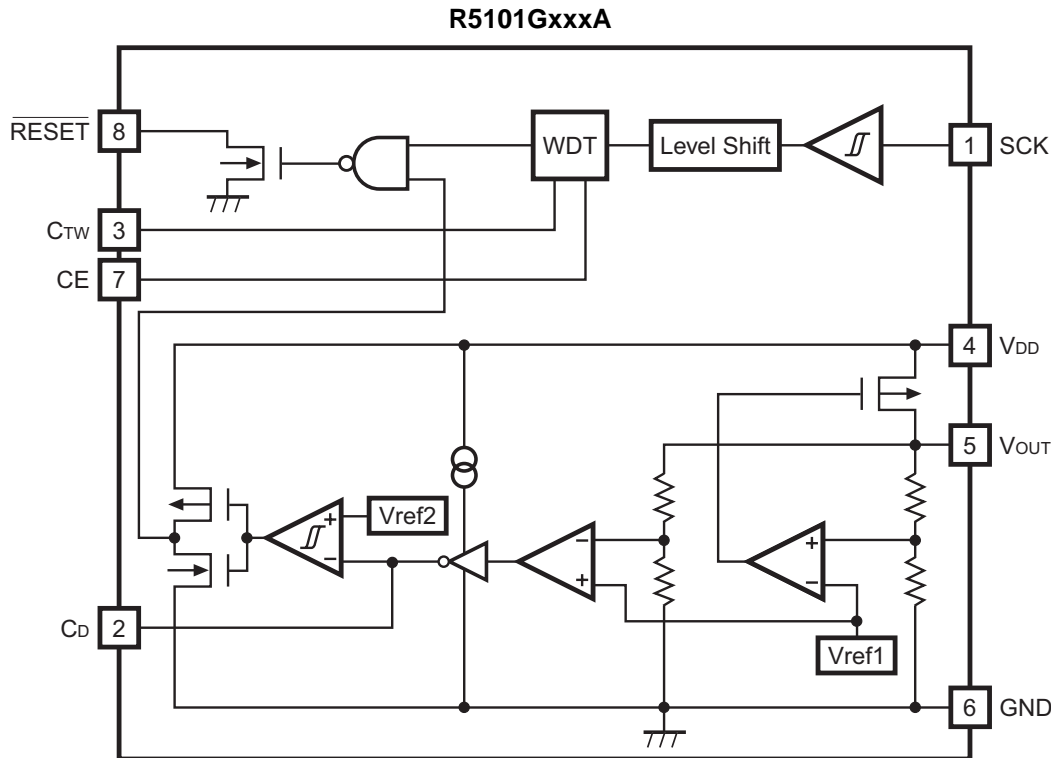 R5101GxxxA
RESET 8
WDT
Level Shift
1 SCK
CTW 3
CE 7
4 VDD
5 VOUT
+
Vref2
−
−
+
+
−
CD 2
Vref1
6 GND